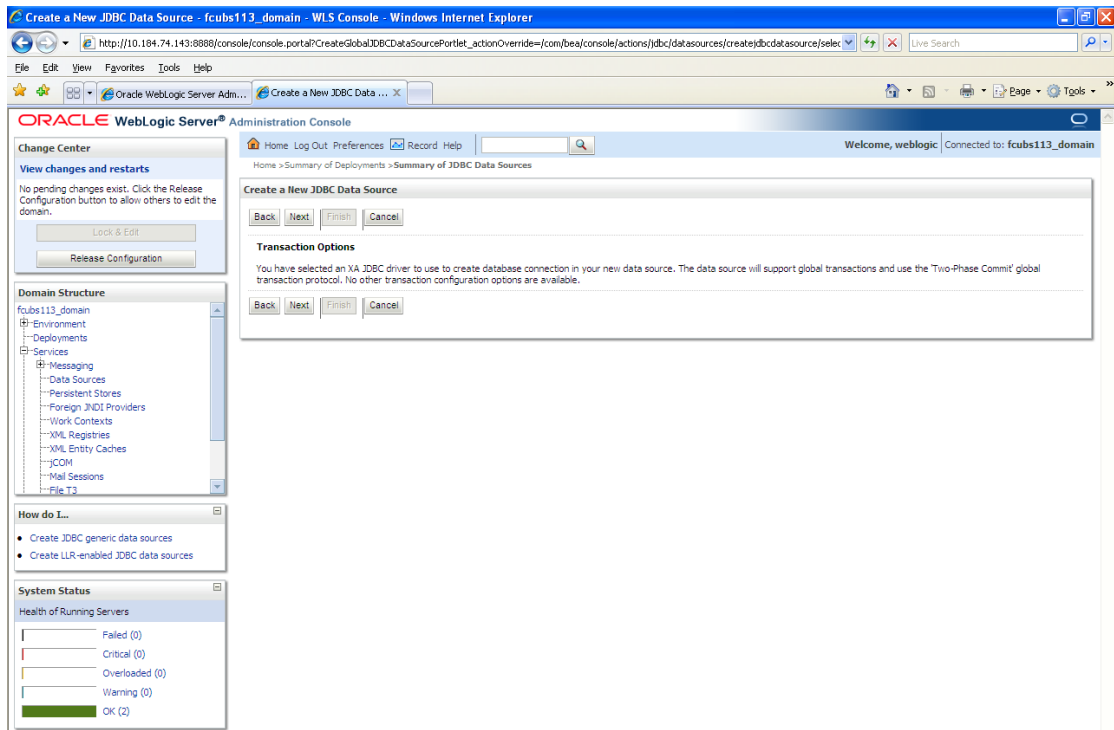 Create a New JDBC Data Source - fcubs113_domain - WLS Console - Windows Internet Explorer
http://10.184.74.143:8888/console/console.portal?CreateGlobalJDBCDataSourcePortlet_actionOverride=/com/bea/console/actions/jdbc/datasources/createjdbcdatasource/selec
Live Search
File Edit View Favorites Tools Help
Oracle WebLogic Server Adm...
Create a New JDBC Data ... X
Page Tools
ORACLE WebLogic Server® Administration Console
Change Center
View changes and restarts
No pending changes exist. Click the Release
Configuration button to allow others to edit the
domain.
Lock & Edit
Release Configuration
Domain Structure
fcubs113_domain
Environment
Deployments
Services
Messaging
Data Sources
Persistent Stores
Foreign JNDI Providers
Work Contexts
XML Registries
XML Entity Caches
jCOM
Mail Sessions
File T3
How do I...
Create JDBC generic data sources
Create LLR-enabled JDBC data sources
System Status
Health of Running Servers
Failed (0)
Critical (0)
Overloaded (0)
Warning (0)
OK (2)
Home Log Out Preferences Record Help
Welcome, weblogic Connected to: fcubs113_domain
Home >Summary of Deployments >Summary of JDBC Data Sources
Create a New JDBC Data Source
Back Next Finish Cancel
Transaction Options
You have selected an XA JDBC driver to use to create database connection in your new data source. The data source will support global transactions and use the 'Two-Phase Commit' global
transaction protocol. No other transaction configuration options are available.
Back Next Finish Cancel